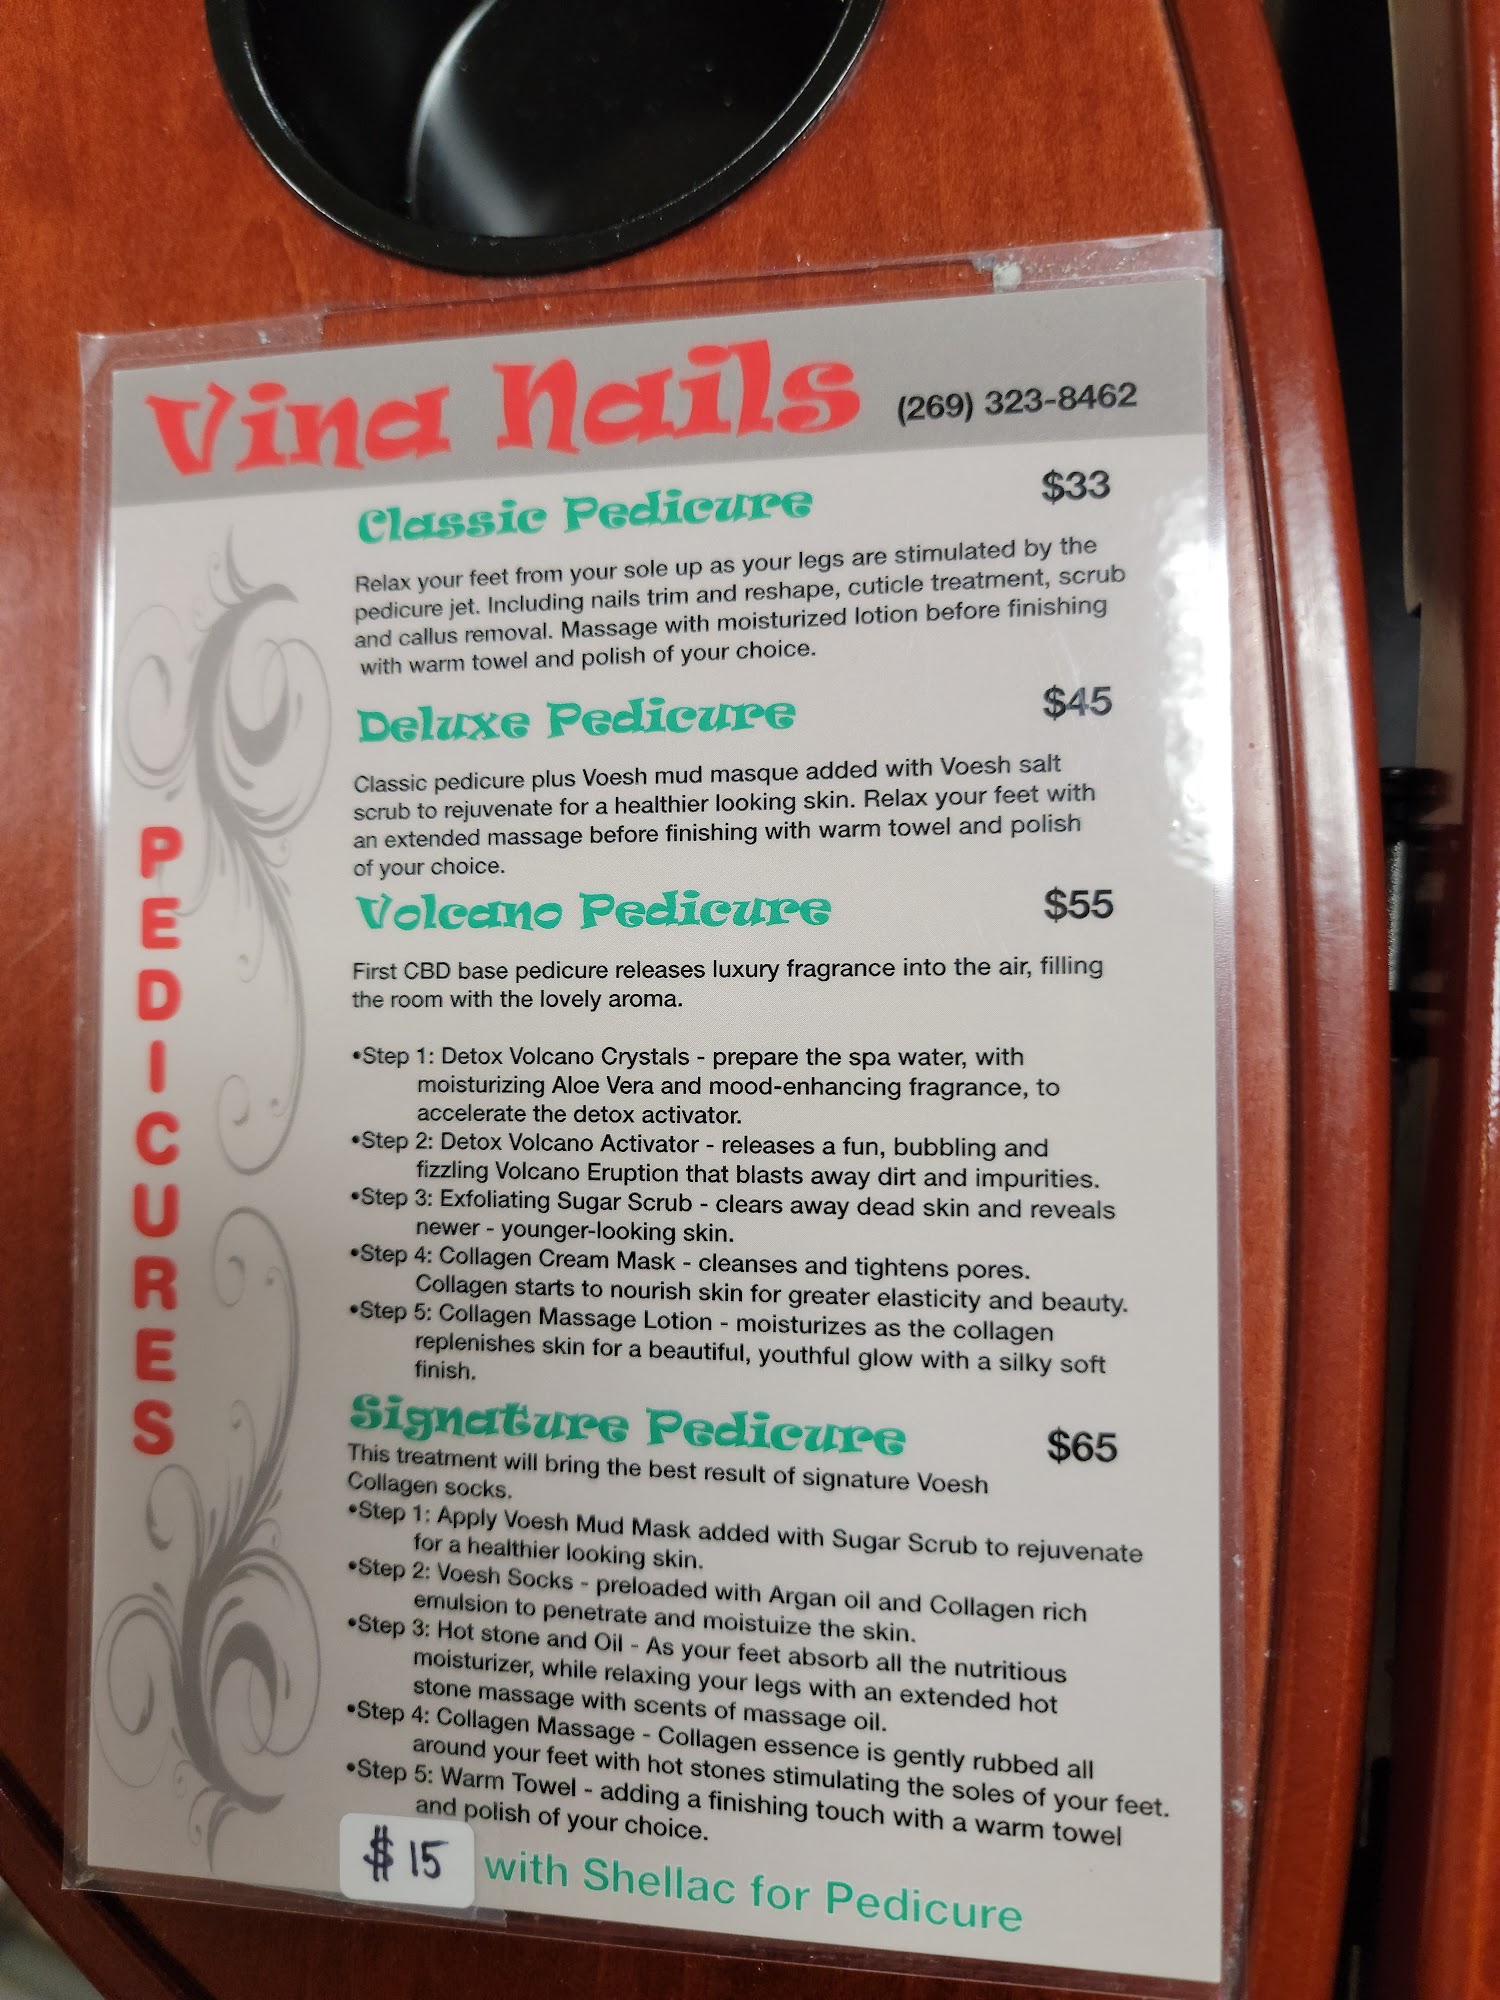 Vina Nails (269) 323-8462
Classic Pedicure $33
Relax your feet from your sole up as your legs are stimulated by the
pedicure jet. Including nails trim and reshape, cuticle treatment, scrub
and callus removal. Massage with moisturized lotion before finishing
with warm towel and polish of your choice.
Deluxe Pedicure $45
Classic pedicure plus Voesh mud masque added with Voesh salt
scrub to rejuvenate for a healthier looking skin. Relax your feet with
an extended massage before finishing with warm towel and polish
of your choice.
Volcano Pedicure $55
First CBD base pedicure releases luxury fragrance into the air, filling
the room with the lovely aroma.
•Step 1: Detox Volcano Crystals - prepare the spa water, with
moisturizing Aloe Vera and mood-enhancing fragrance, to
accelerate the detox activator.
•Step 2: Detox Volcano Activator - releases a fun, bubbling and
fizzling Volcano Eruption that blasts away dirt and impurities.
•Step 3: Exfoliating Sugar Scrub - clears away dead skin and reveals
newer - younger-looking skin.
•Step 4: Collagen Cream Mask - cleanses and tightens pores.
Collagen starts to nourish skin for greater elasticity and beauty.
•Step 5: Collagen Massage Lotion - moisturizes as the collagen
replenishes skin for a beautiful, youthful glow with a silky soft
finish.
Signature Pedicure $65
This treatment will bring the best result of signature Voesh
Collagen socks.
•Step 1: Apply Voesh Mud Mask added with Sugar Scrub to rejuvenate
for a healthier looking skin.
•Step 2: Voesh Socks - preloaded with Argan oil and Collagen rich
emulsion to penetrate and moistuize the skin.
•Step 3: Hot stone and Oil - As your feet absorb all the nutritious
moisturizer, while relaxing your legs with an extended hot
stone massage with scents of massage oil.
•Step 4: Collagen Massage - Collagen essence is gently rubbed all
around your feet with hot stones stimulating the soles of your feet.
•Step 5: Warm Towel - adding a finishing touch with a warm towel
and polish of your choice.
$15 with Shellac for Pedicure
PEDICURES